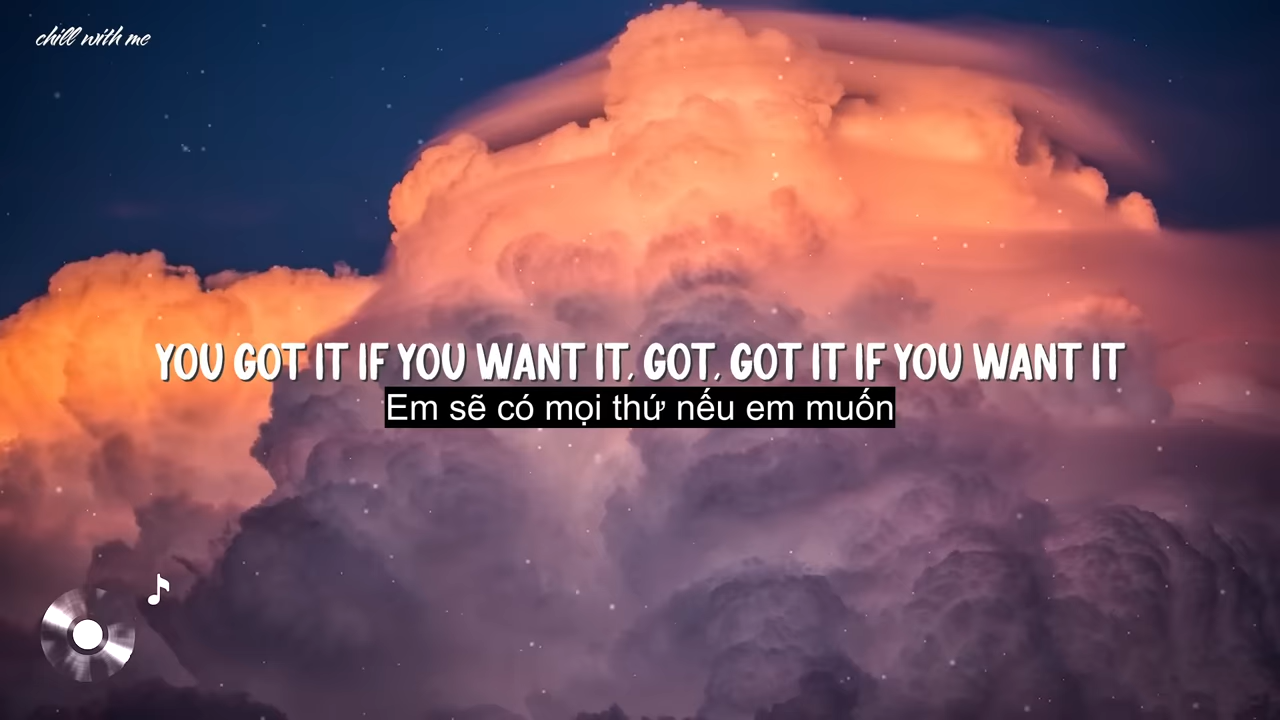 chill with me
YOU GOT IT IF YOU WANT IT, GOT, GOT IT IF YOU WANT IT
Em sẽ có mọi thứ nếu em muốn